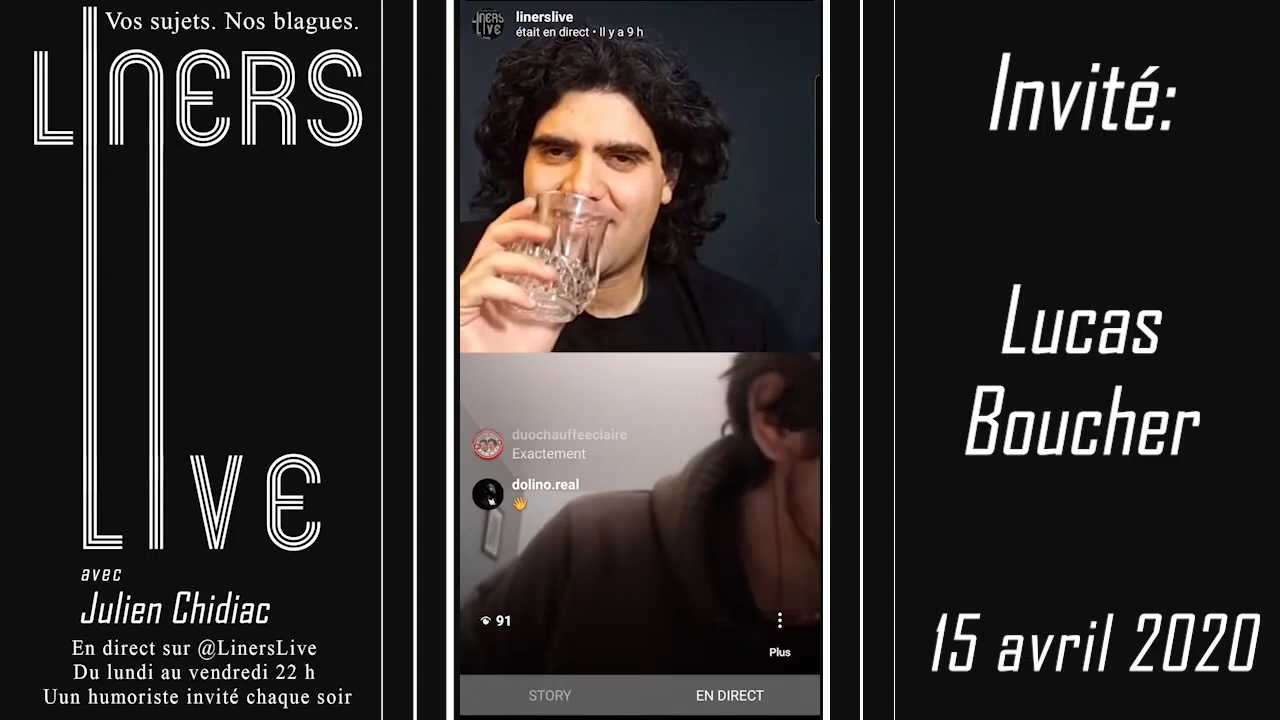 Vos sujets. Nos blagues.
LINERS
LIVE
avec
Julien Chidiac
En direct sur @LinersLive
Du lundi au vendredi 22 h
Uun humoriste invité chaque soir
LINERS
LIVE
linerslive
était en direct • Il y a 9 h
duochauffeeclaire
Exactement
dolino.real
👋
91
Plus
STORY
EN DIRECT
Invité:
Lucas
Boucher
15 avril 2020